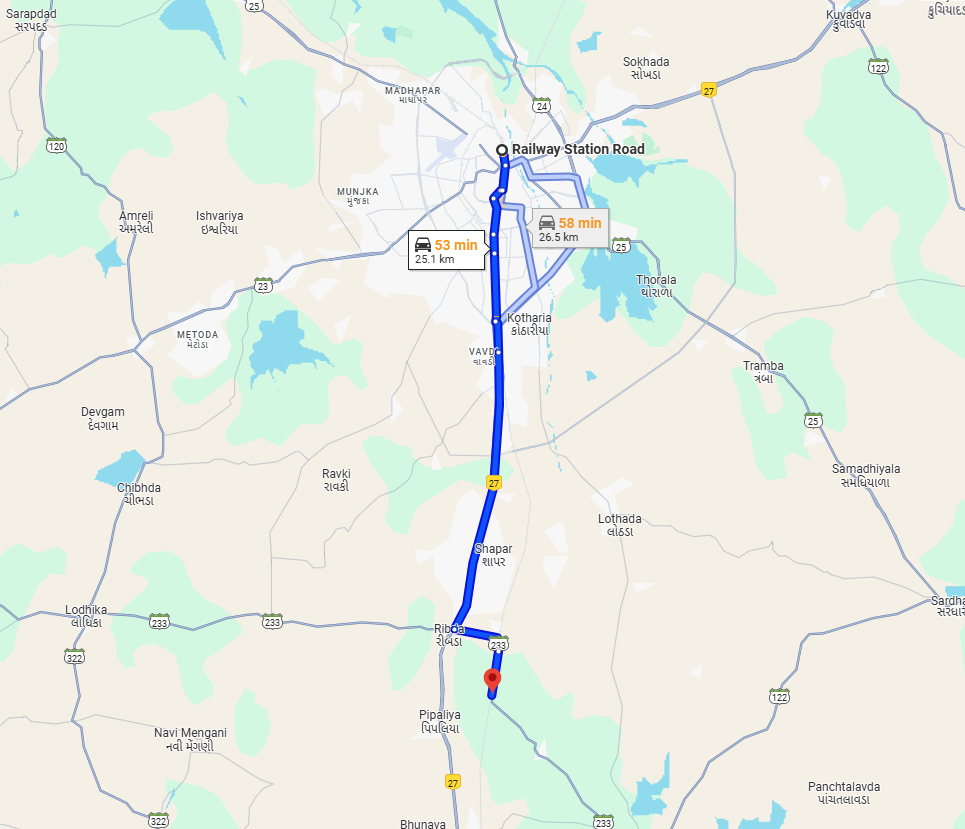 Sarapdad
સરપદડ
25
Kuvadva
કુવાડવા
કુચિયાદડ
Sokhada
સોખડા
122
27
MADHAPAR
માધાપર
24
120
Railway Station Road
MUNJKA
મુંજકા
Amreli
અમરેલી
Ishvariya
ઇશ્વરિયા
58 min
26.5 km
53 min
25.1 km
25
Thorala
થોરાળા
23
Kotharia
કોઠારીયા
METODA
મેટોડા
VAVDI
વાવડી
Tramba
ત્રંબા
Devgam
દેવગામ
25
Ravki
રાવકી
Chibhda
ચીભડા
Samadhiyala
સમઢિયાળા
27
Lothada
લોઠડા
Shapar
શાપર
Lodhika
લોધિકા
233
233
Ribda
રીબડા
233
322
122
Pipaliya
પિપલિયા
Navi Mengani
નવી મેંગણી
27
Panchtalavda
પાંચતલાવડા
322
Bhunava
233